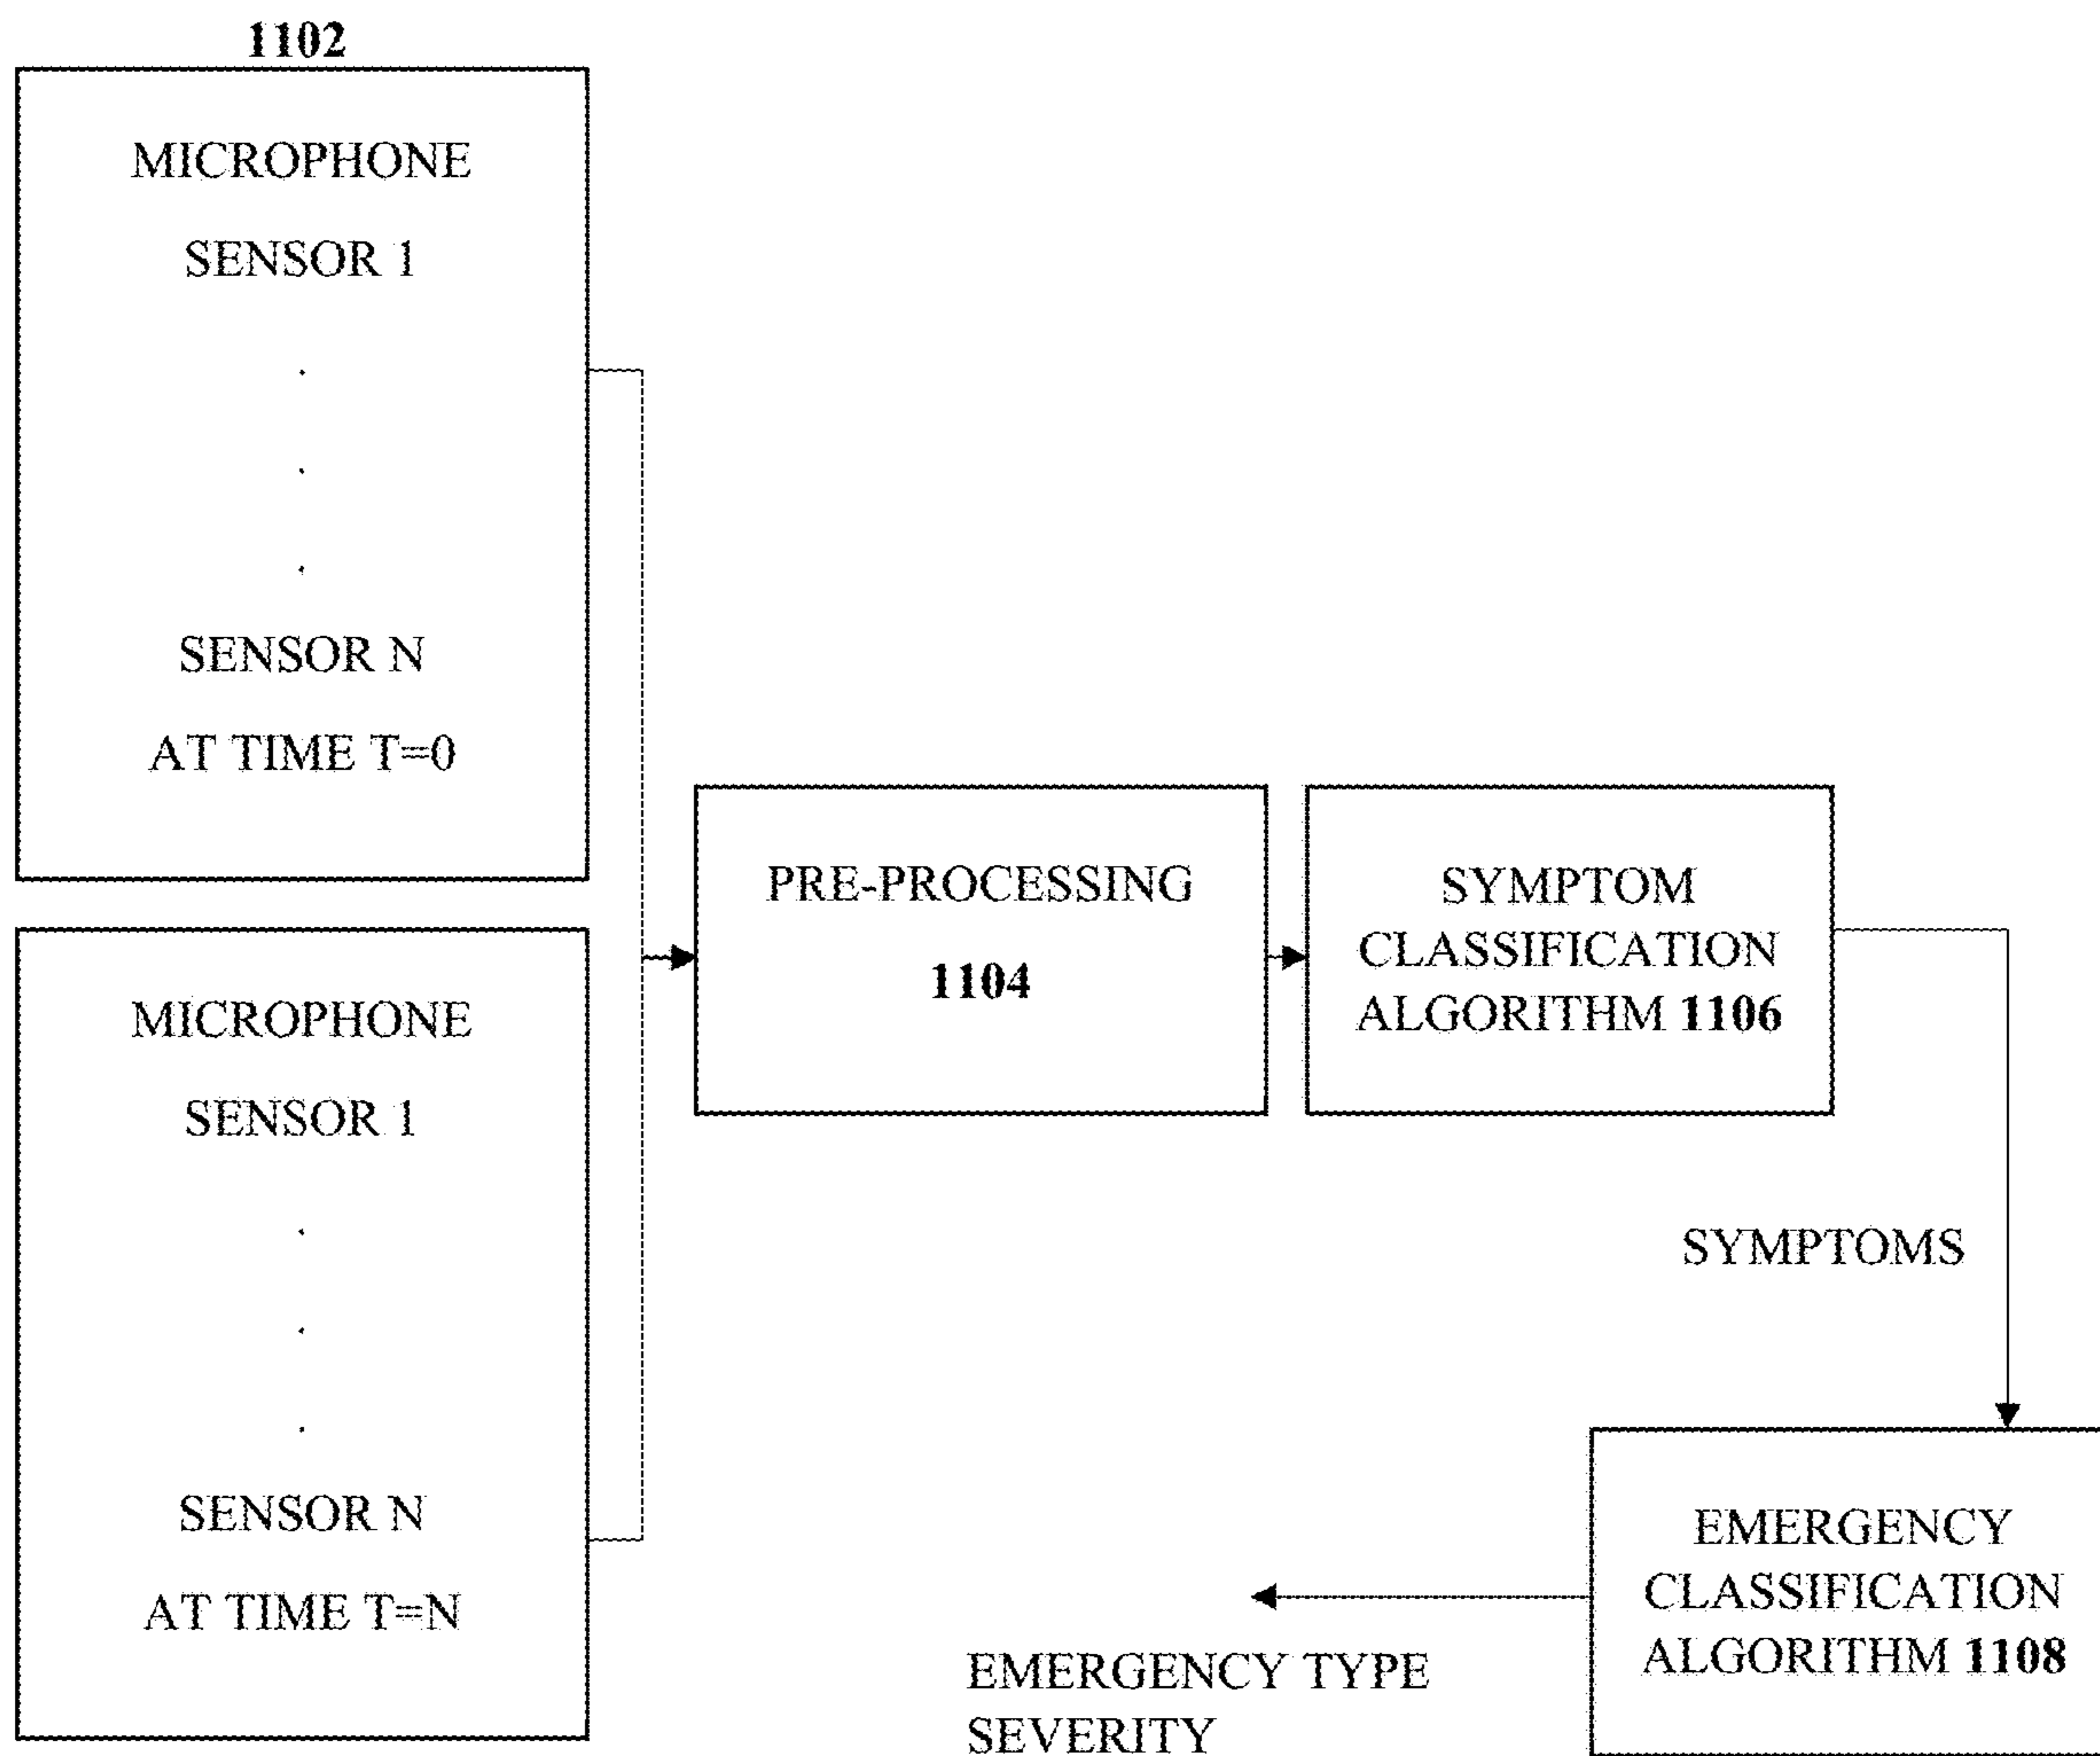 1102
MICROPHONE
SENSOR 1
.
.
.
SENSOR N
AT TIME T=0
MICROPHONE
SENSOR 1
.
.
.
SENSOR N
AT TIME T=N
PRE-PROCESSING
1104
SYMPTOM
CLASSIFICATION
ALGORITHM 1106
SYMPTOMS
EMERGENCY
CLASSIFICATION
ALGORITHM 1108
EMERGENCY TYPE
SEVERITY